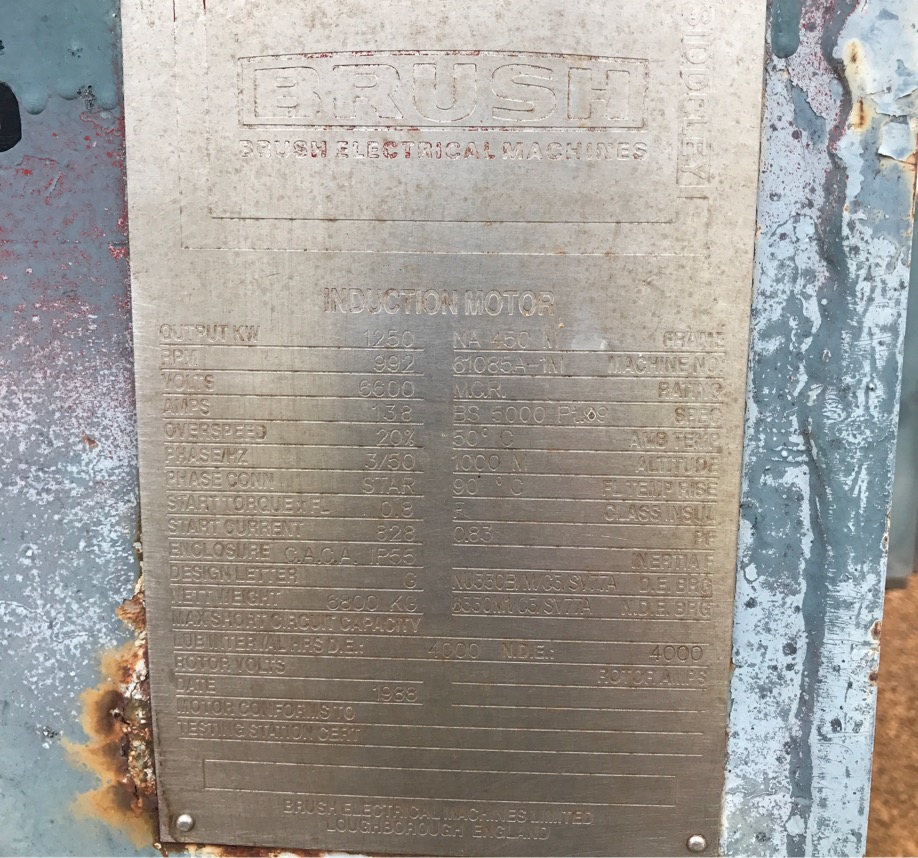 BRUSH
BRUSH ELECTRICAL MACHINES
INDUCTION MOTOR
OUTPUT KW 1250 NA 450 FRAME
RPM 992 81085A-1N MACHINE NO.
VOLTS 6600 M.C.R. RATING
AMPS 138 BS 5000 Pt. SPEC
OVERSPEED 20% 50° C AMB TEMP
PHASE/HZ 3/50 1000 M ALTITUDE
PHASE CONN STAR 90 °C FL TEMP RISE
START TORQUE X FL 0.8 F CLASS INSUL
START CURRENT 828 0.83 PF
ENCLOSURE C.A.C.A. IP55 INERTIA
DESIGN LETTER G D.E. BRG
NETT WEIGHT 6800 KG N.D.E. BRG
MAX SHORT CIRCUIT CAPACITY
LUB INTERVAL HRS D.E.: 4000 N.D.E.: 4000
ROTOR VOLTS ROTOR AMPS
DATE 1988
MOTOR CONFORMS TO
TESTING STATION CERT
BRUSH ELECTRICAL MACHINES LIMITED
LOUGHBOROUGH ENGLAND